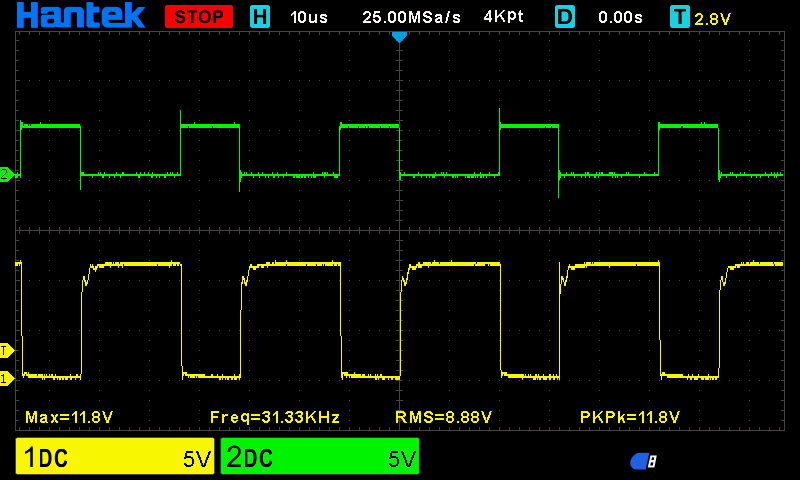 Hantek STOP H 10us 25.00MSa/s 4Kpt D 0.00s T 2.8V
2
T
1
Max=11.8V Freq=31.33KHz RMS=8.88V PKPk=11.8V
1DC 5V 2DC 5V